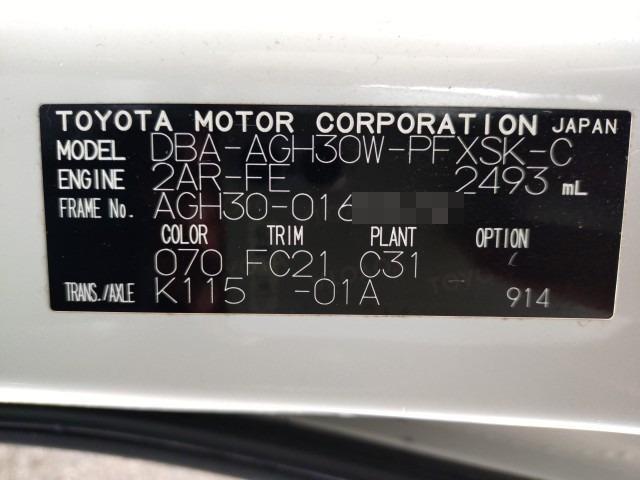 TOYOTA MOTOR CORPORATION JAPAN
MODEL DBA-AGH30W-PFXSK-C
ENGINE 2AR-FE 2493 mL
FRAME No. AGH30-016
COLOR TRIM PLANT OPTION
070 FC21 C31
TRANS./AXLE K115 -01A 914